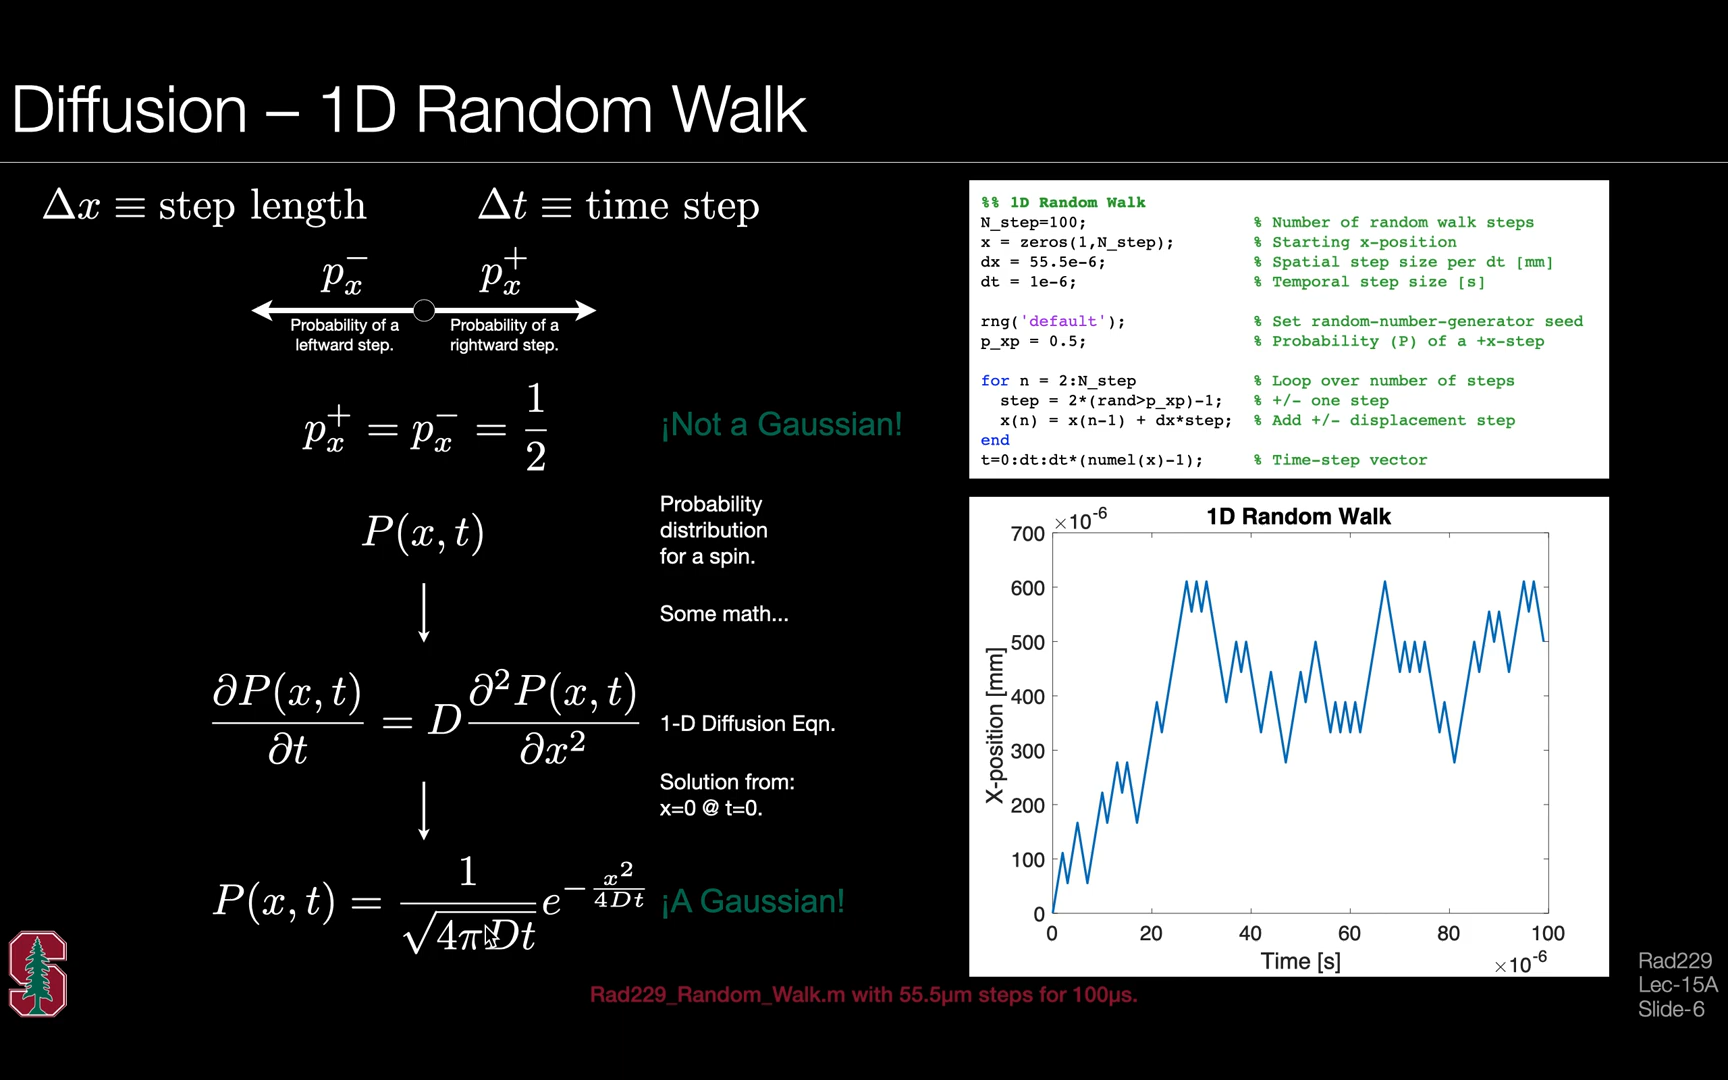 Diffusion – 1D Random Walk
Δx ≡ step length
Δt ≡ time step
p_x^-
p_x^+
Probability of a
leftward step.
Probability of a
rightward step.
p_x^+ = p_x^- = 1/2
¡Not a Gaussian!
P(x, t)
Probability
distribution
for a spin.
Some math...
∂P(x, t)/∂t = D ∂²P(x, t)/∂x²
1-D Diffusion Eqn.
Solution from:
x=0 @ t=0.
P(x, t) = 1/√(4πDt) e^(-x²/(4Dt))
¡A Gaussian!
%% 1D Random Walk
N_step=100; % Number of random walk steps
x = zeros(1,N_step); % Starting x-position
dx = 55.5e-6; % Spatial step size per dt [mm]
dt = 1e-6; % Temporal step size [s]
rng('default'); % Set random-number-generator seed
p_xp = 0.5; % Probability (P) of a +x-step
for n = 2:N_step % Loop over number of steps
step = 2*(rand>p_xp)-1; % +/- one step
x(n) = x(n-1) + dx*step; % Add +/- displacement step
end
t=0:dt:dt*(numel(x)-1); % Time-step vector
×10^-6
1D Random Walk
700
600
500
400
300
200
100
0
X-position [mm]
0 20 40 60 80 100
Time [s]
×10^-6
Rad229_Random_Walk.m with 55.5µm steps for 100µs.
S
Rad229
Lec-15A
Slide-6